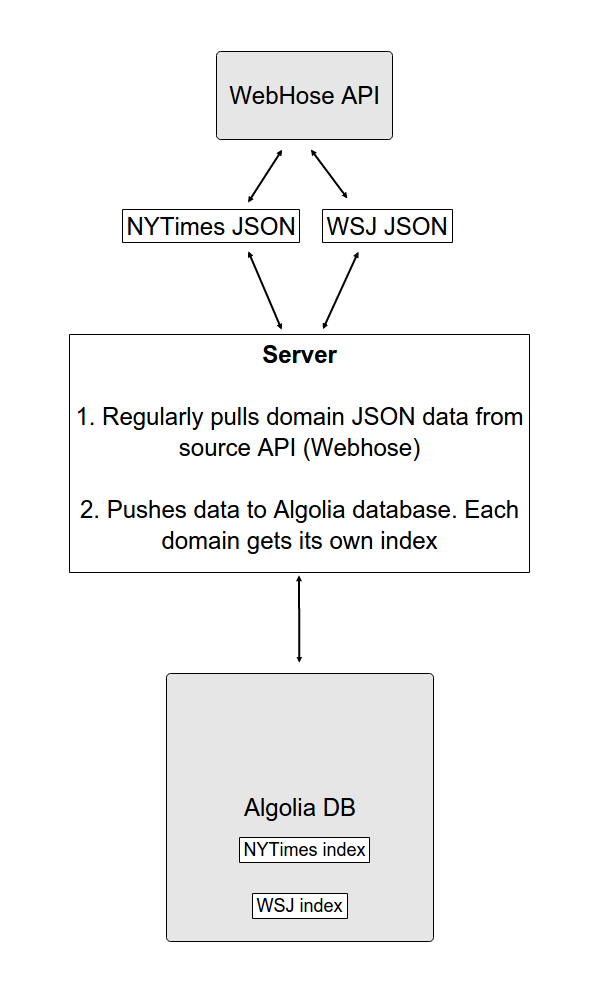 WebHose API
NYTimes JSON
WSJ JSON
Server
1. Regularly pulls domain JSON data from
source API (Webhose)
2. Pushes data to Algolia database. Each
domain gets its own index
Algolia DB
NYTimes index
WSJ index